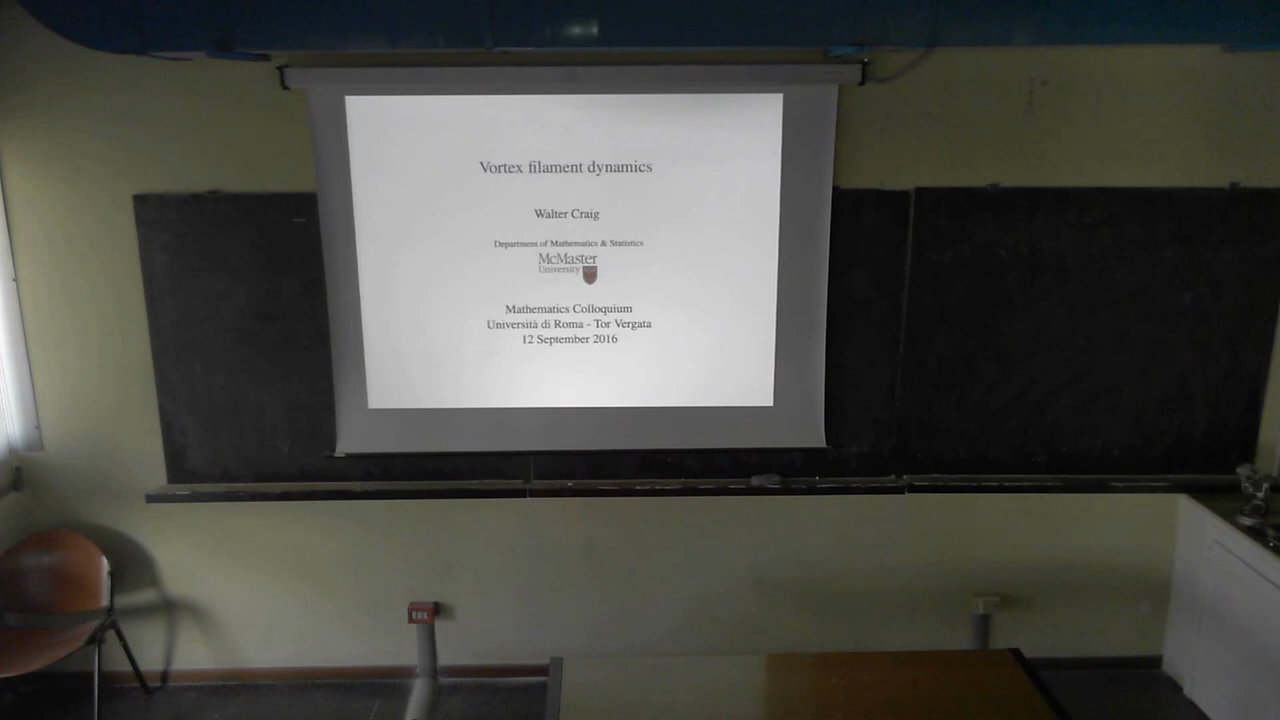 Vortex filament dynamics
Walter Craig
Department of Mathematics & Statistics
McMaster
University
Mathematics Colloquium
Università di Roma - Tor Vergata
12 September 2016